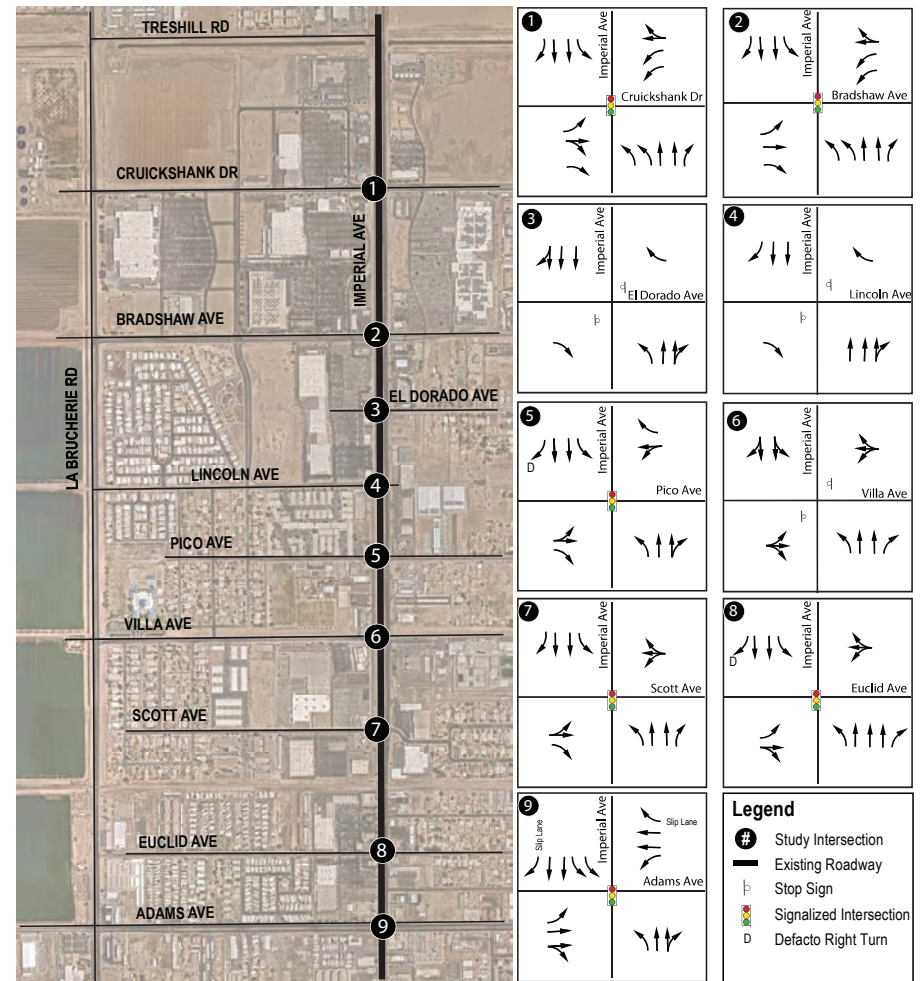 TRESHILL RD
CRUICKSHANK DR
1
IMPERIAL AVE
BRADSHAW AVE
2
LA BRUCHERIE RD
EL DORADO AVE
3
LINCOLN AVE
4
PICO AVE
5
VILLA AVE
6
SCOTT AVE
7
EUCLID AVE
8
ADAMS AVE
9
1
Imperial Ave
Cruickshank Dr
2
Imperial Ave
Bradshaw Ave
3
Imperial Ave
El Dorado Ave
4
Imperial Ave
Lincoln Ave
5
Imperial Ave
D
Pico Ave
6
Imperial Ave
Villa Ave
7
Imperial Ave
Scott Ave
8
Imperial Ave
D
Euclid Ave
9
Slip Lane
Imperial Ave
Slip Lane
Adams Ave
Legend
# Study Intersection
Existing Roadway
Stop Sign
Signalized Intersection
D Defacto Right Turn